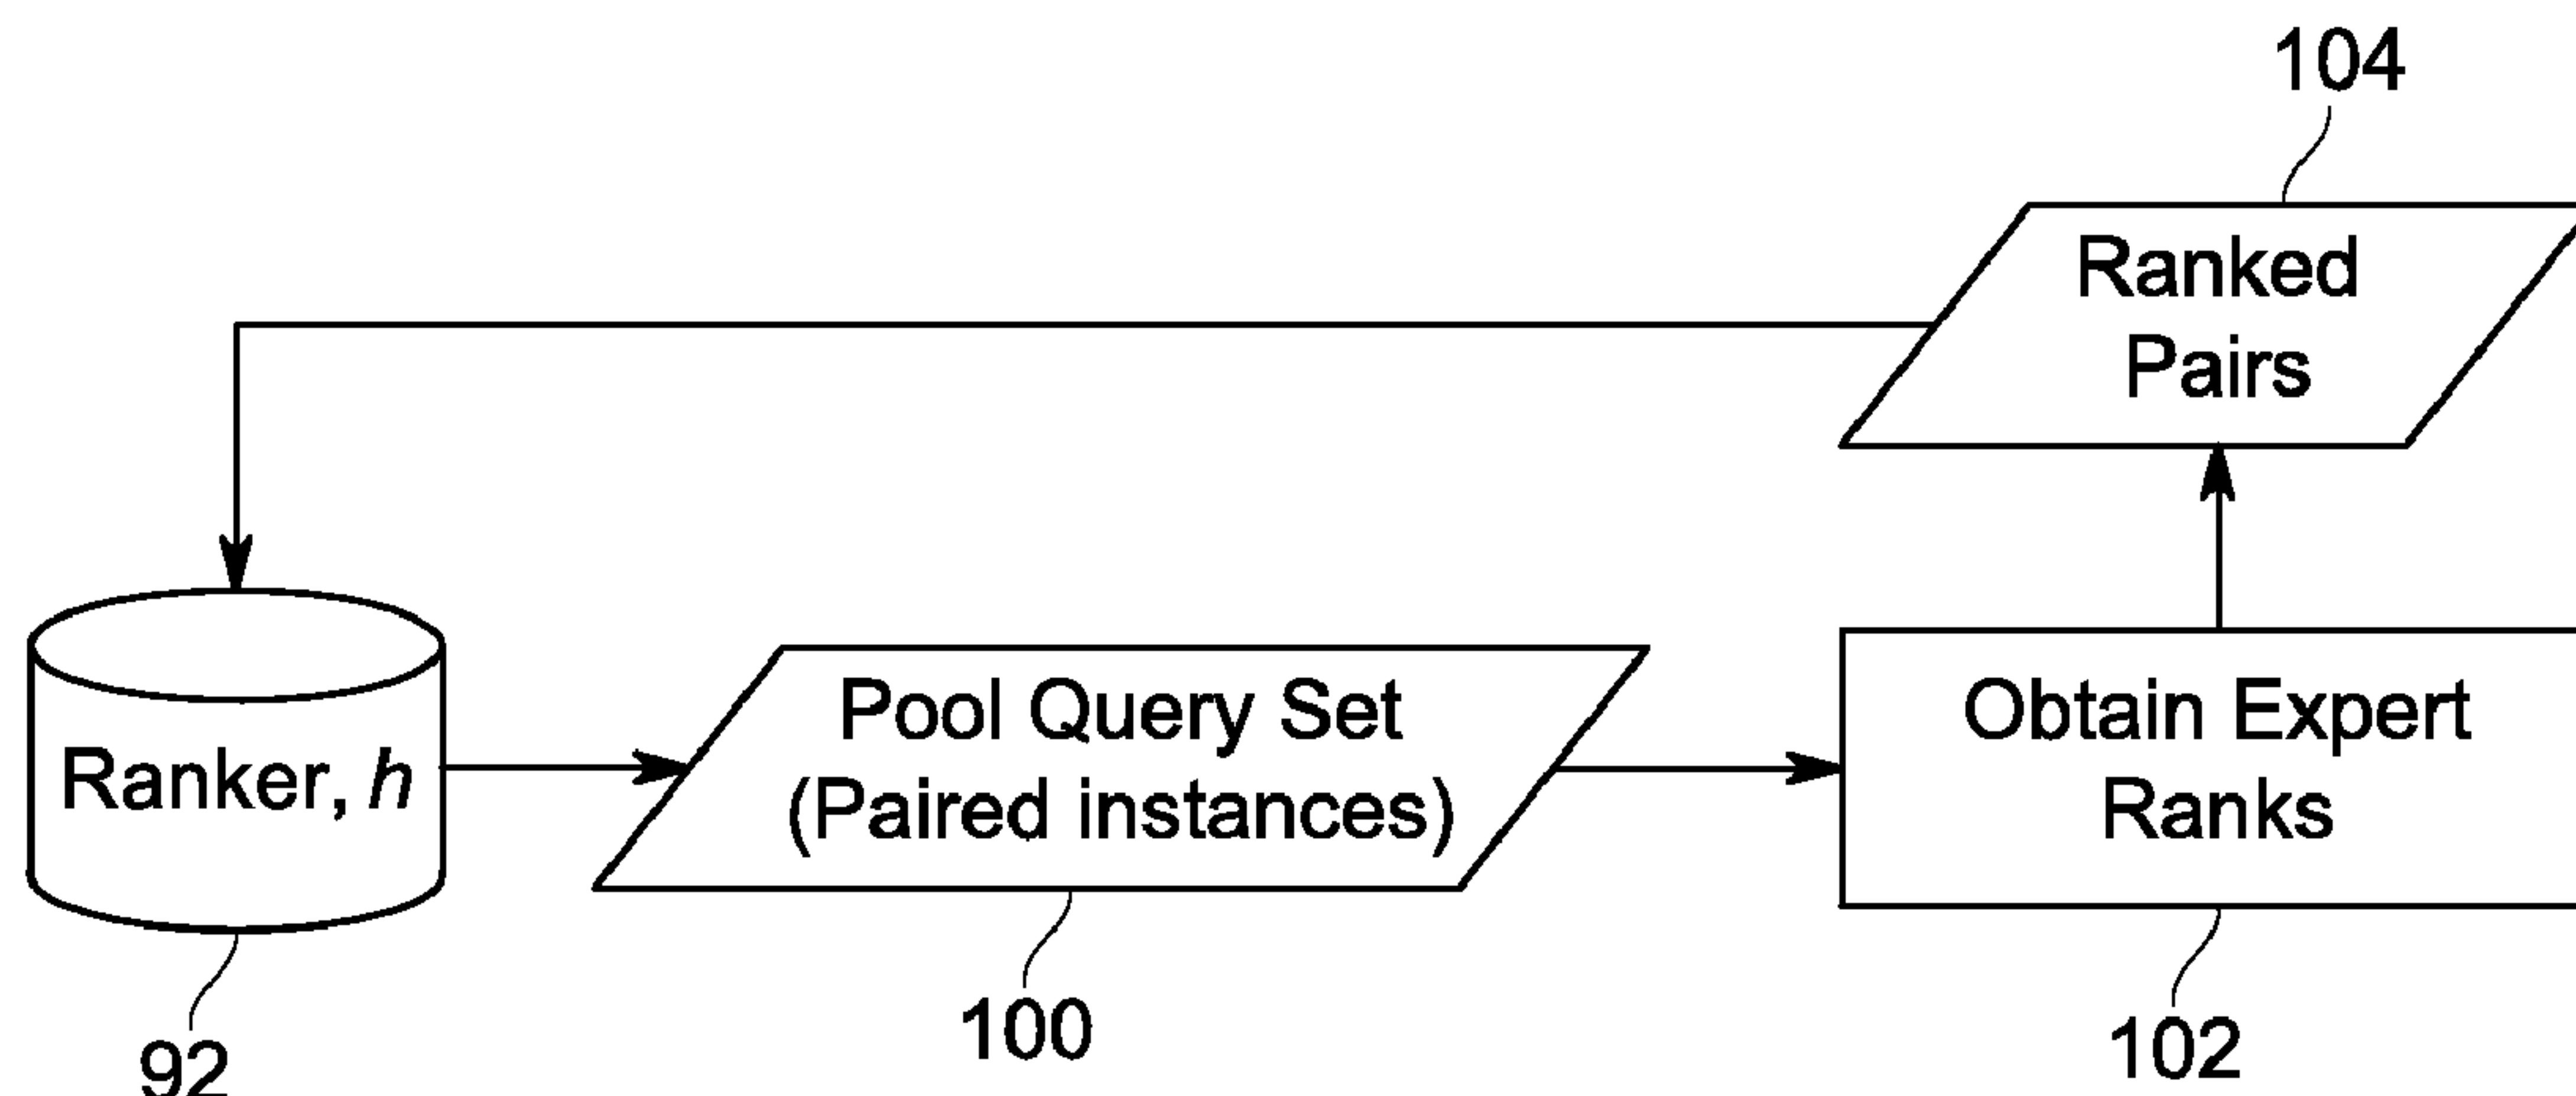 104
Ranked
Pairs
Ranker, h
Pool Query Set
(Paired instances)
Obtain Expert
Ranks
92
100
102